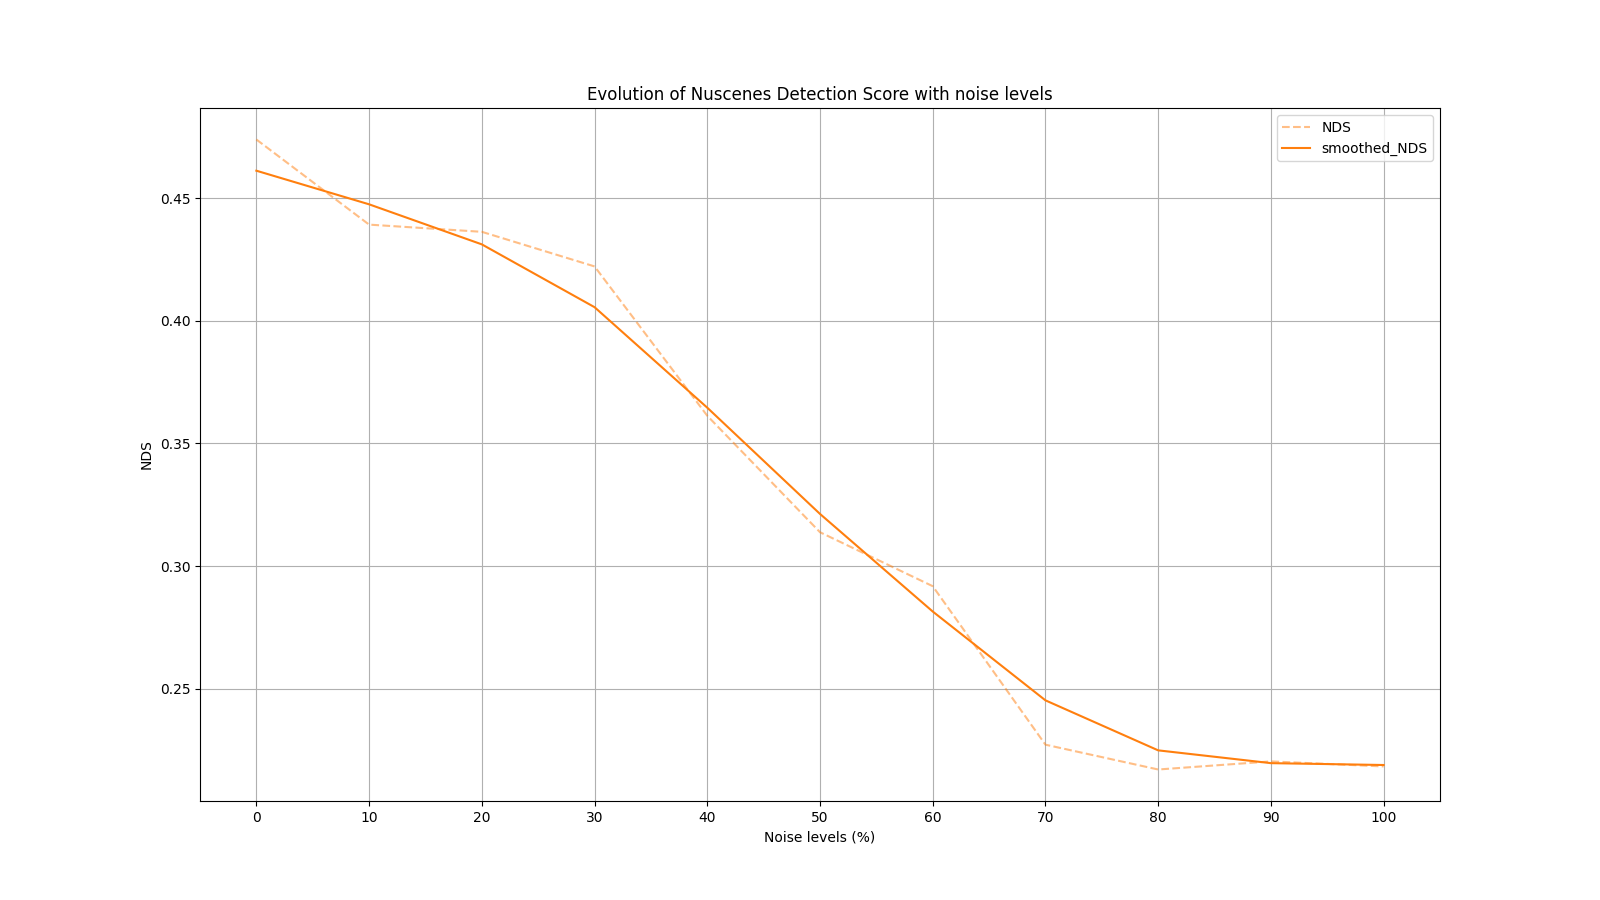 Evolution of Nuscenes Detection Score with noise levels
NDS
smoothed_NDS
0.45
0.40
0.35
0.30
0.25
NDS
0 10 20 30 40 50 60 70 80 90 100
Noise levels (%)